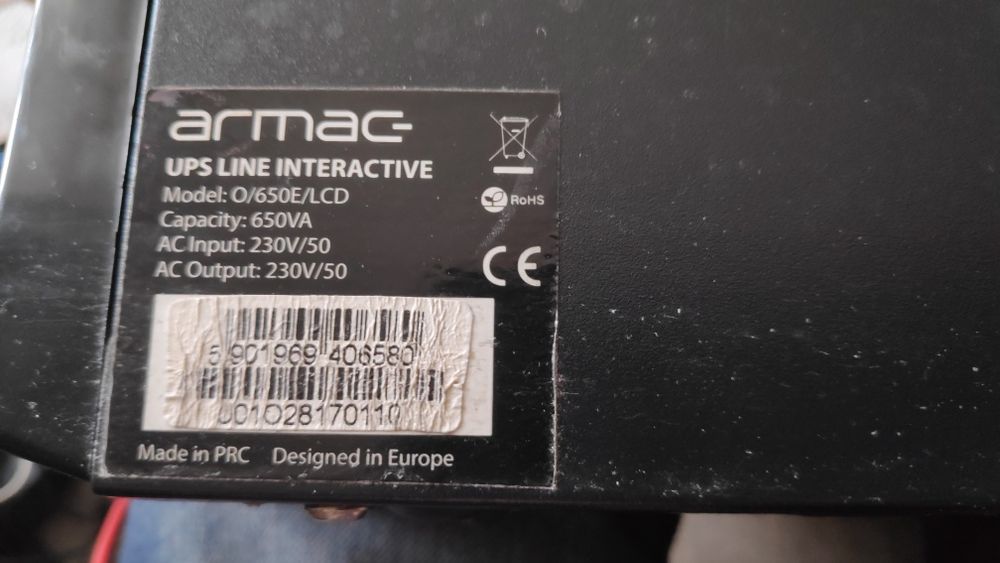 armac
UPS LINE INTERACTIVE
Model: O/650E/LCD
RoHS
Capacity: 650VA
AC Input: 230V/50
AC Output: 230V/50
CE
5 901969 406580
Made in PRC Designed in Europe